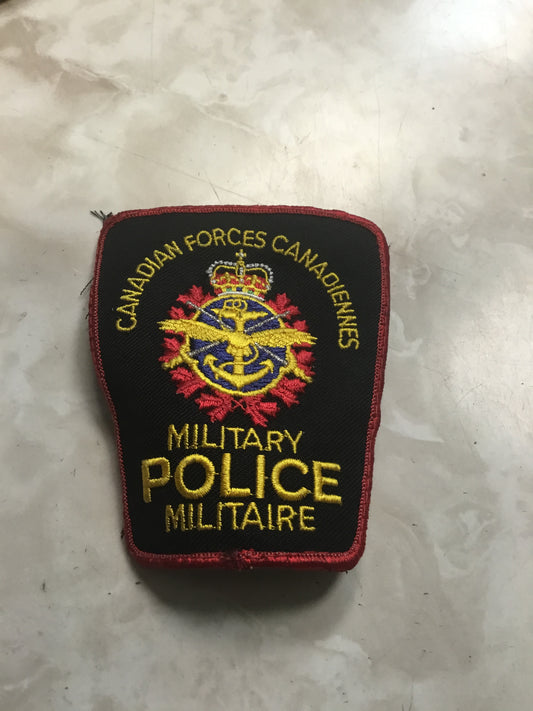 CANADIAN FORCES CANADIENNES
MILITARY
POLICE
MILITAIRE